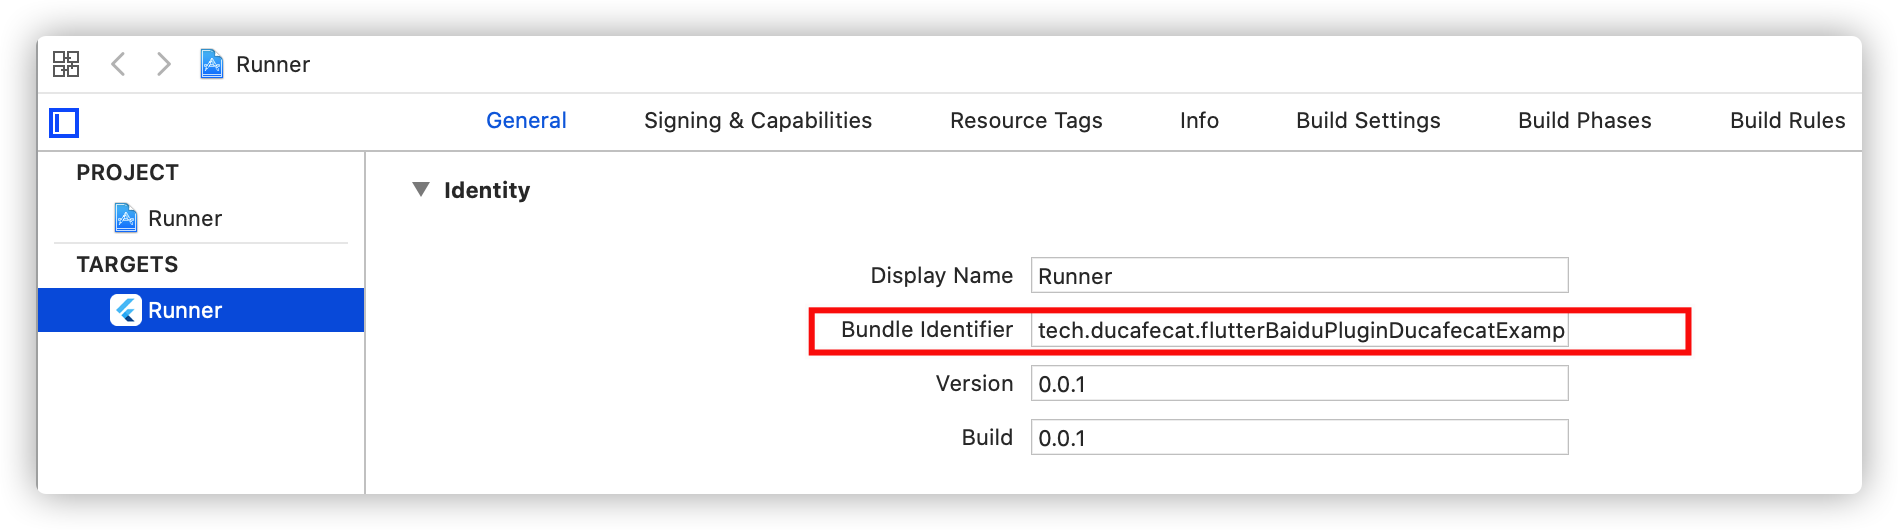 Runner
General Signing & Capabilities Resource Tags Info Build Settings Build Phases Build Rules
PROJECT
Runner
TARGETS
Runner
Identity
Display Name Runner
Bundle Identifier tech.ducafecat.flutterBaiduPluginDucafecatExamp
Version 0.0.1
Build 0.0.1